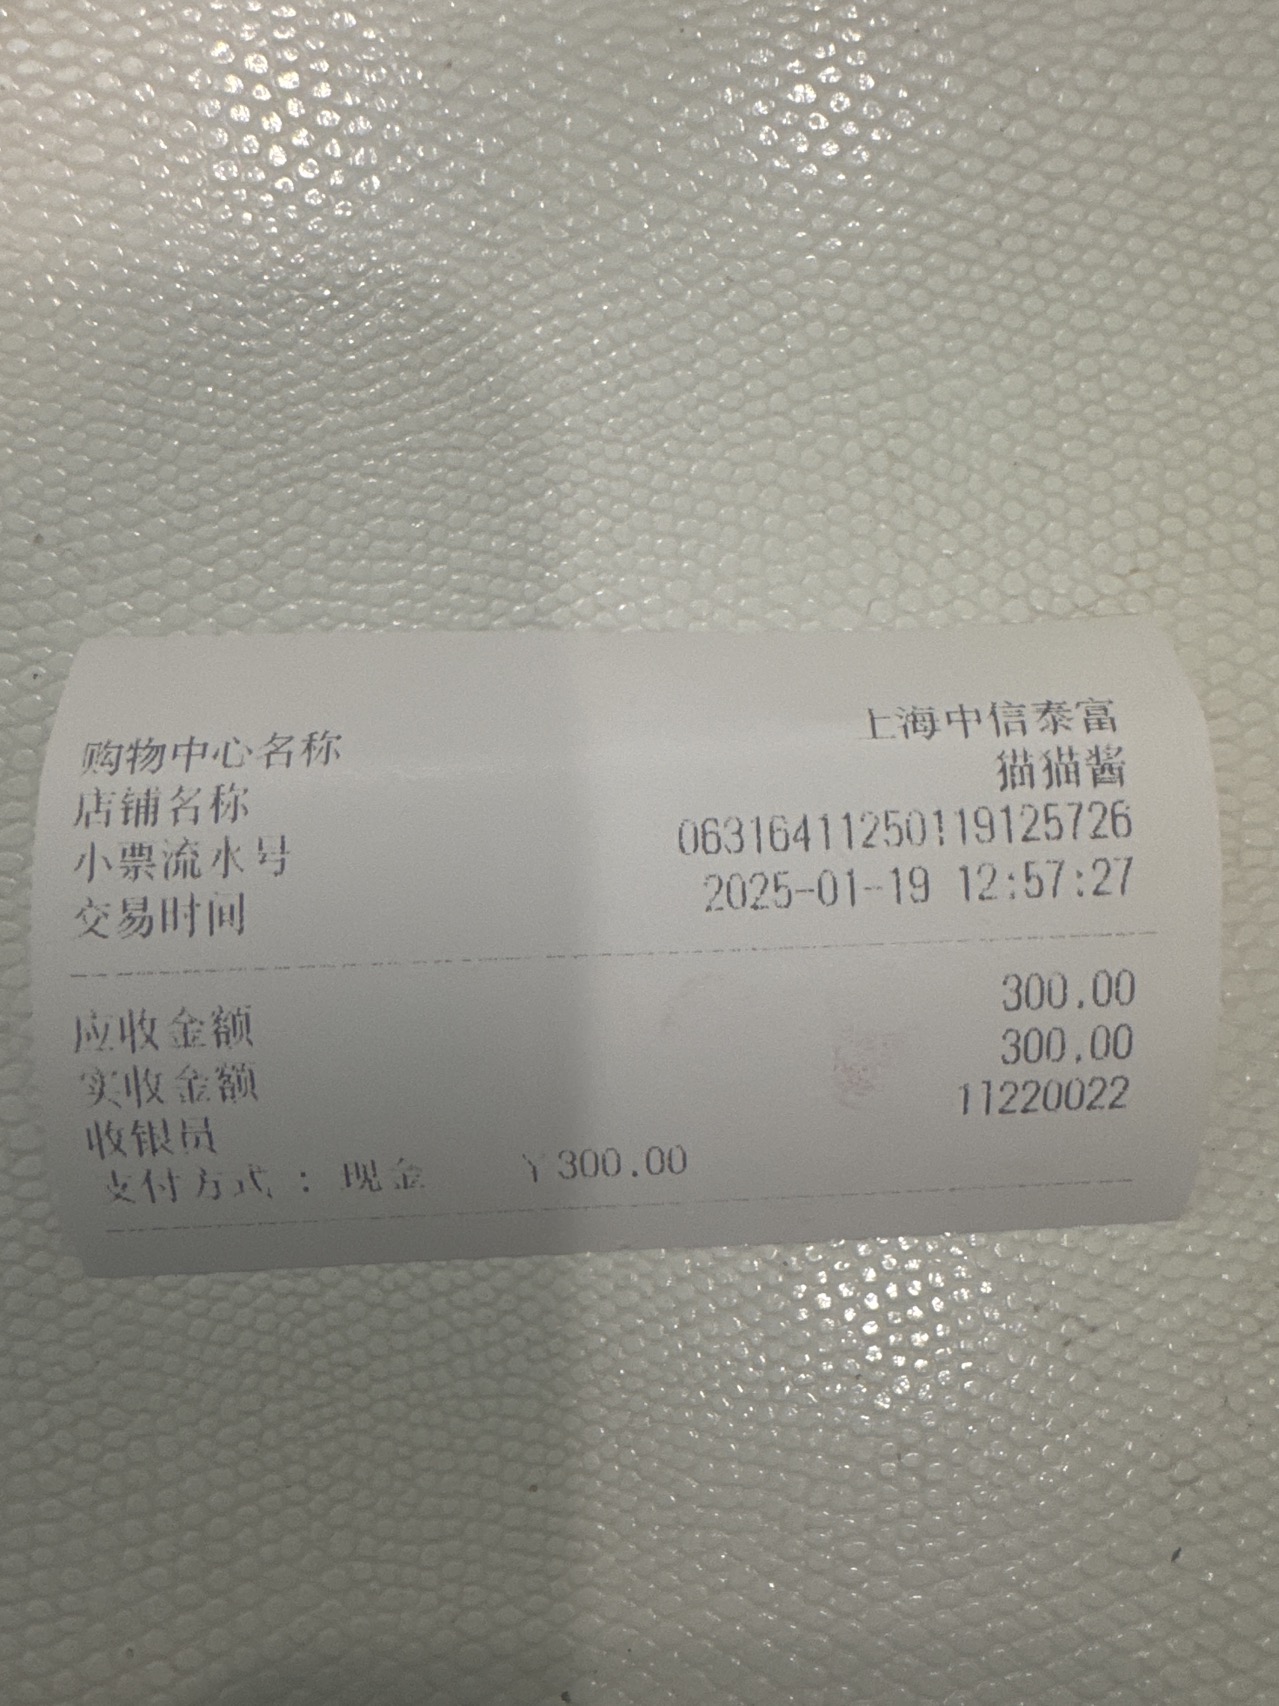 购物中心名称 上海中信泰富
店铺名称 猫猫酱
小票流水号 06316411250119125726
交易时间 2025-01-19 12:57:27
应收金额 300.00
实收金额 300.00
收银员 11220022
支付方式：现金 ¥300.00